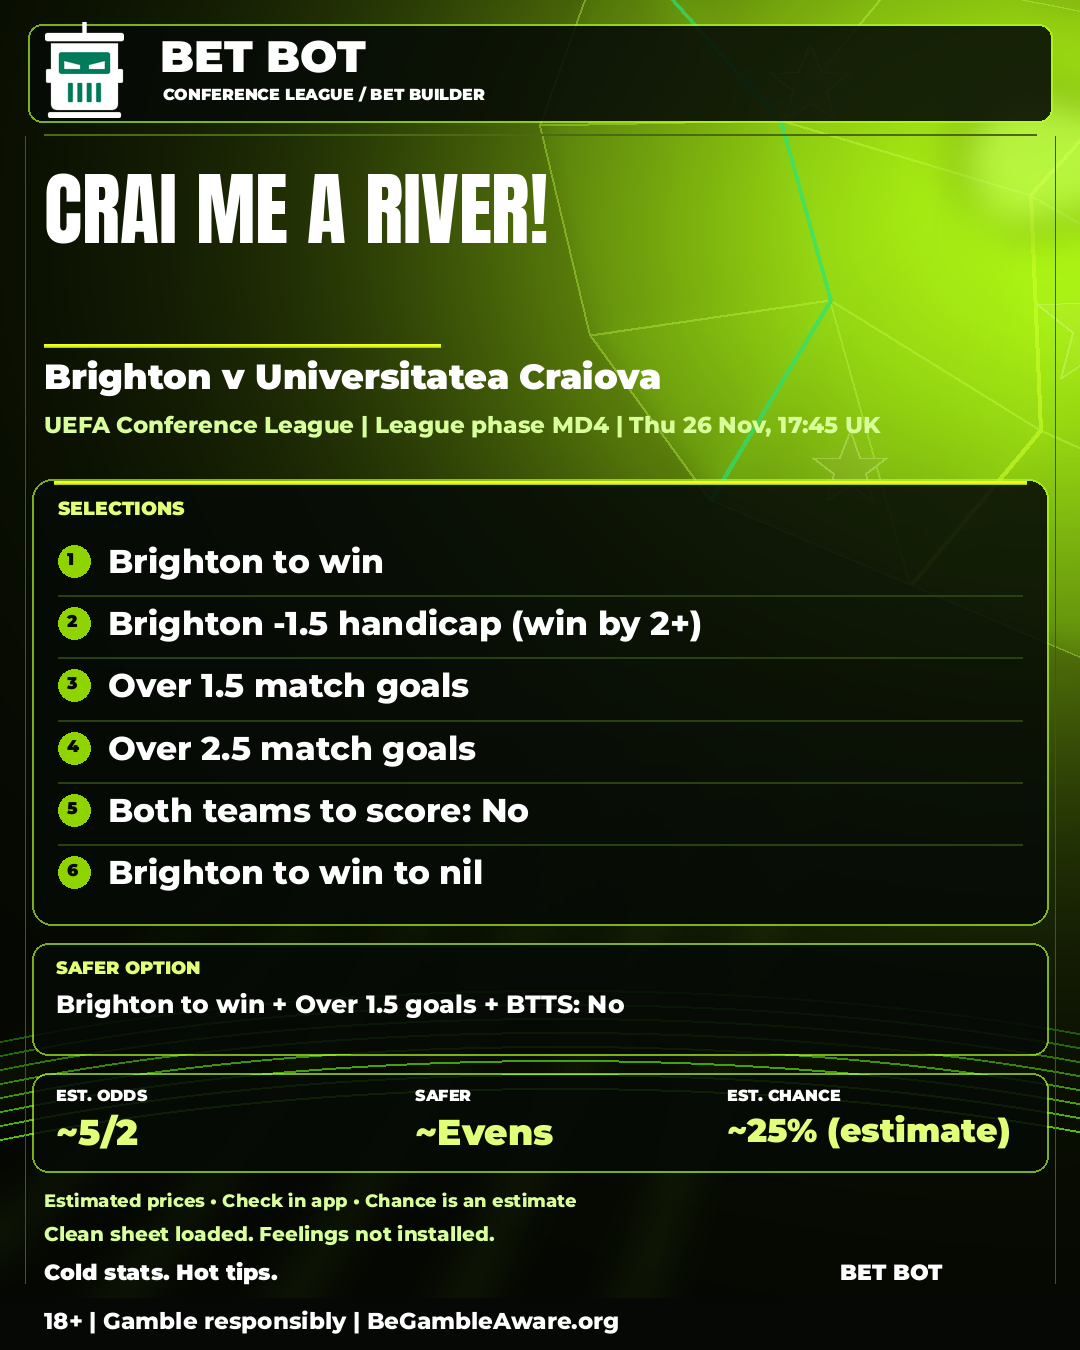 BET BOT
CONFERENCE LEAGUE / BET BUILDER
CRAI ME A RIVER!
Brighton v Universitatea Craiova
UEFA Conference League | League phase MD4 | Thu 26 Nov, 17:45 UK
SELECTIONS
1 Brighton to win
2 Brighton -1.5 handicap (win by 2+)
3 Over 1.5 match goals
4 Over 2.5 match goals
5 Both teams to score: No
6 Brighton to win to nil
SAFER OPTION
Brighton to win + Over 1.5 goals + BTTS: No
EST. ODDS SAFER EST. CHANCE
~5/2 ~Evens ~25% (estimate)
Estimated prices • Check in app • Chance is an estimate
Clean sheet loaded. Feelings not installed.
Cold stats. Hot tips. BET BOT
18+ | Gamble responsibly | BeGambleAware.org